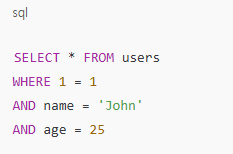 sql
SELECT * FROM users
WHERE 1 = 1
AND name = 'John'
AND age = 25